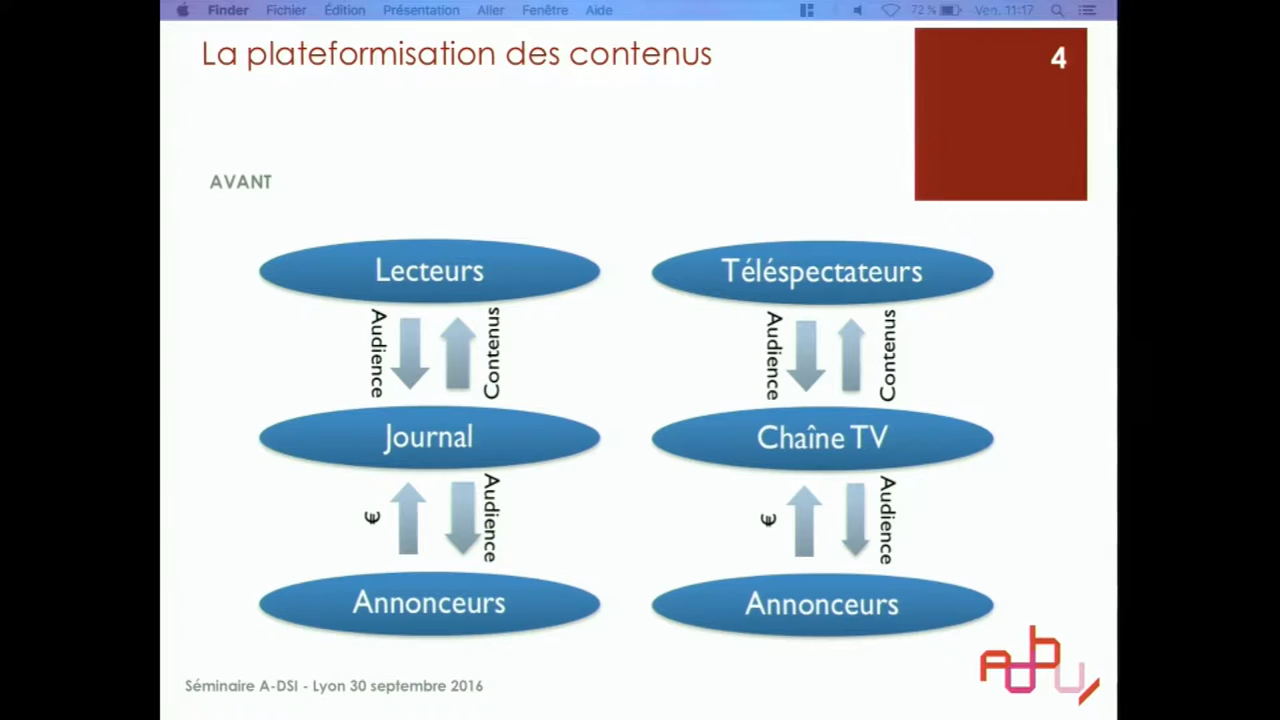 Finder Fichier Édition Présentation Aller Fenêtre Aide 72 % Ven. 11:17
La plateformisation des contenus
4
AVANT
Lecteurs
Téléspectateurs
Audience
Contenus
Audience
Contenus
Journal
Chaîne TV
€
Audience
€
Audience
Annonceurs
Annonceurs
Séminaire A-DSI - Lyon 30 septembre 2016
Adbu